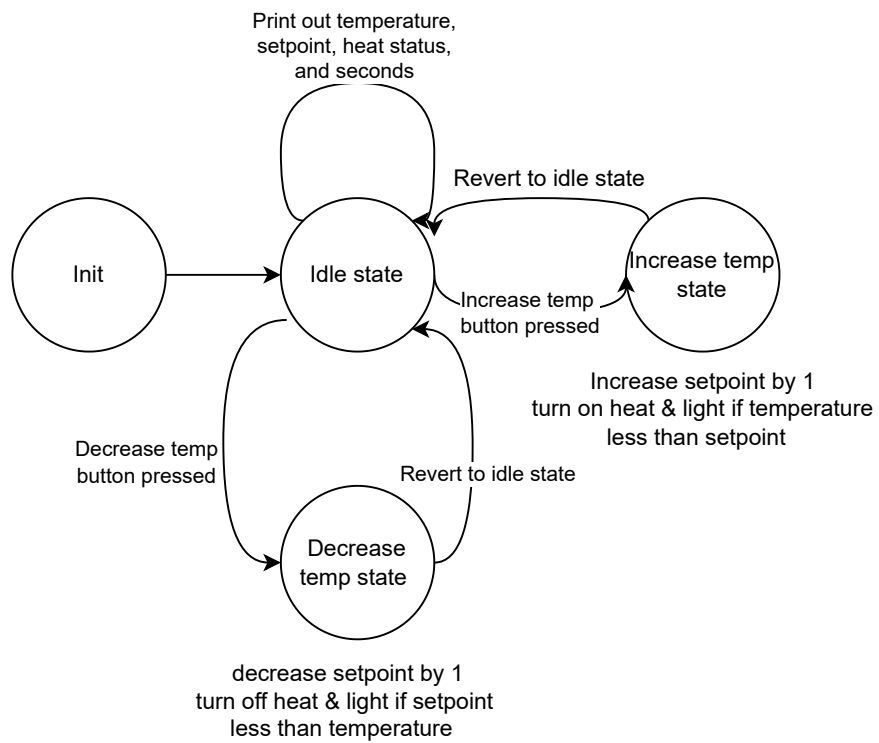 Print out temperature,
setpoint, heat status,
and seconds
Revert to idle state
Init
Idle state
Increase temp
state
Increase temp
button pressed
Increase setpoint by 1
turn on heat & light if temperature
less than setpoint
Decrease temp
button pressed
Revert to idle state
Decrease
temp state
decrease setpoint by 1
turn off heat & light if setpoint
less than temperature